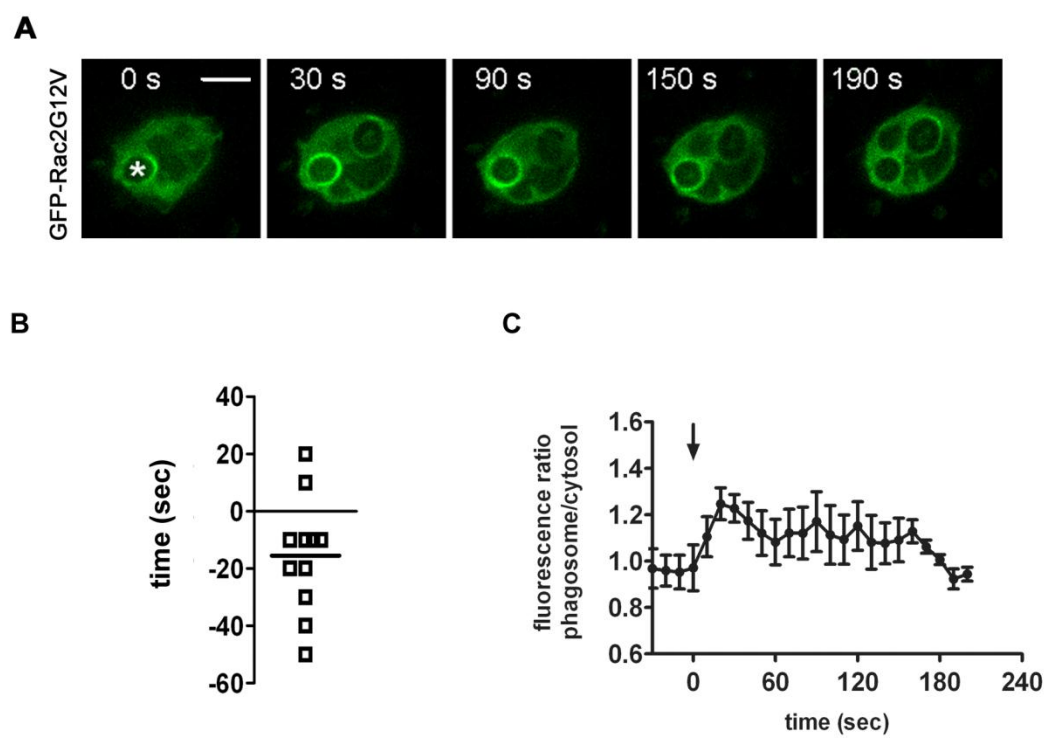 A
GFP-Rac2G12V
0 s
30 s
90 s
150 s
190 s
*
B
C
time (sec)
40
20
0
-20
-40
-60
fluorescence ratio
phagosome/cytosol
1.6
1.4
1.2
1.0
0.8
0.6
0
60
120
180
240
time (sec)